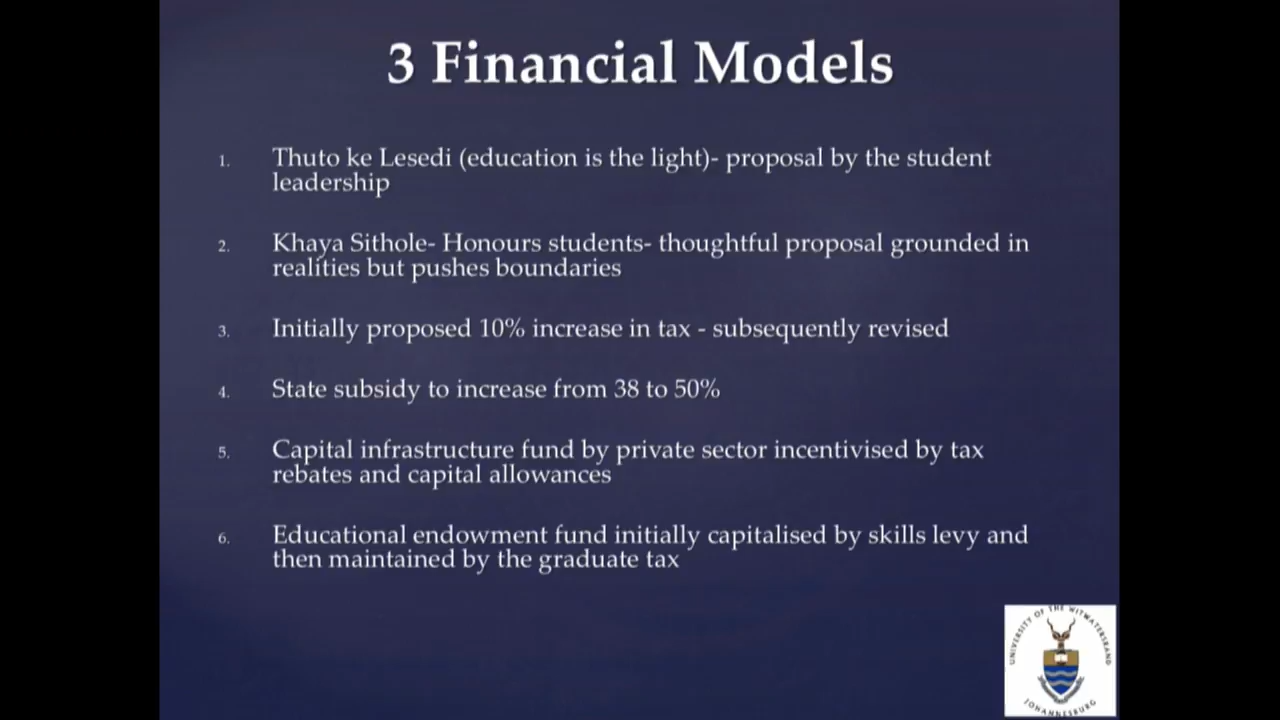 3 Financial Models
1. Thuto ke Lesedi (education is the light)- proposal by the student
leadership
2. Khaya Sithole- Honours students- thoughtful proposal grounded in
realities but pushes boundaries
3. Initially proposed 10% increase in tax - subsequently revised
4. State subsidy to increase from 38 to 50%
5. Capital infrastructure fund by private sector incentivised by tax
rebates and capital allowances
6. Educational endowment fund initially capitalised by skills levy and
then maintained by the graduate tax
UNIVERSITY OF THE WITWATERSRAND
JOHANNESBURG